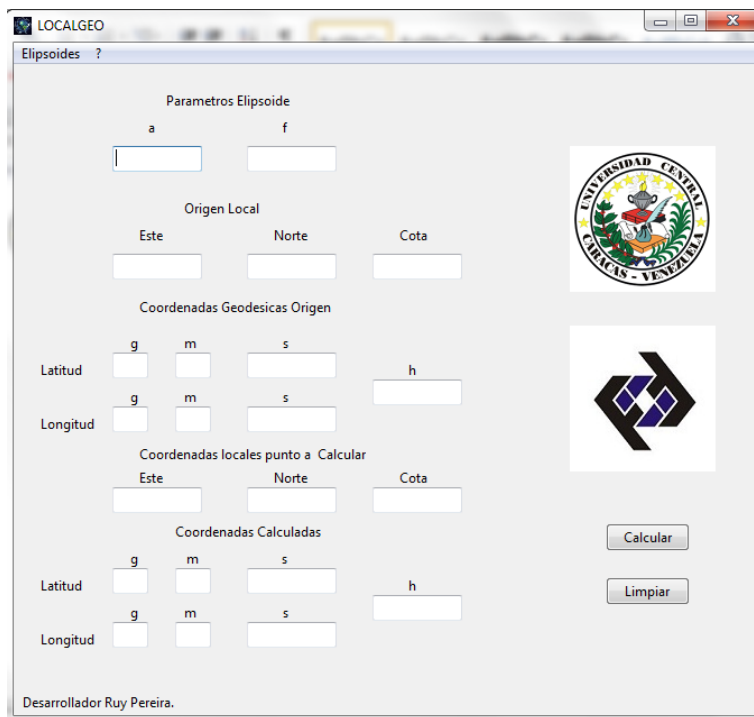 LOCALGEO
Elipsoides ?
Parametros Elipsoide
a f
Origen Local
Este Norte Cota
Coordenadas Geodesicas Origen
g m s
Latitud h
g m s
Longitud
Coordenadas locales punto a Calcular
Este Norte Cota
Coordenadas Calculadas
g m s
Latitud h
g m s
Longitud
UNIVERSIDAD CENTRAL
CARACAS - VENEZUELA
Calcular
Limpiar
Desarrollador Ruy Pereira.